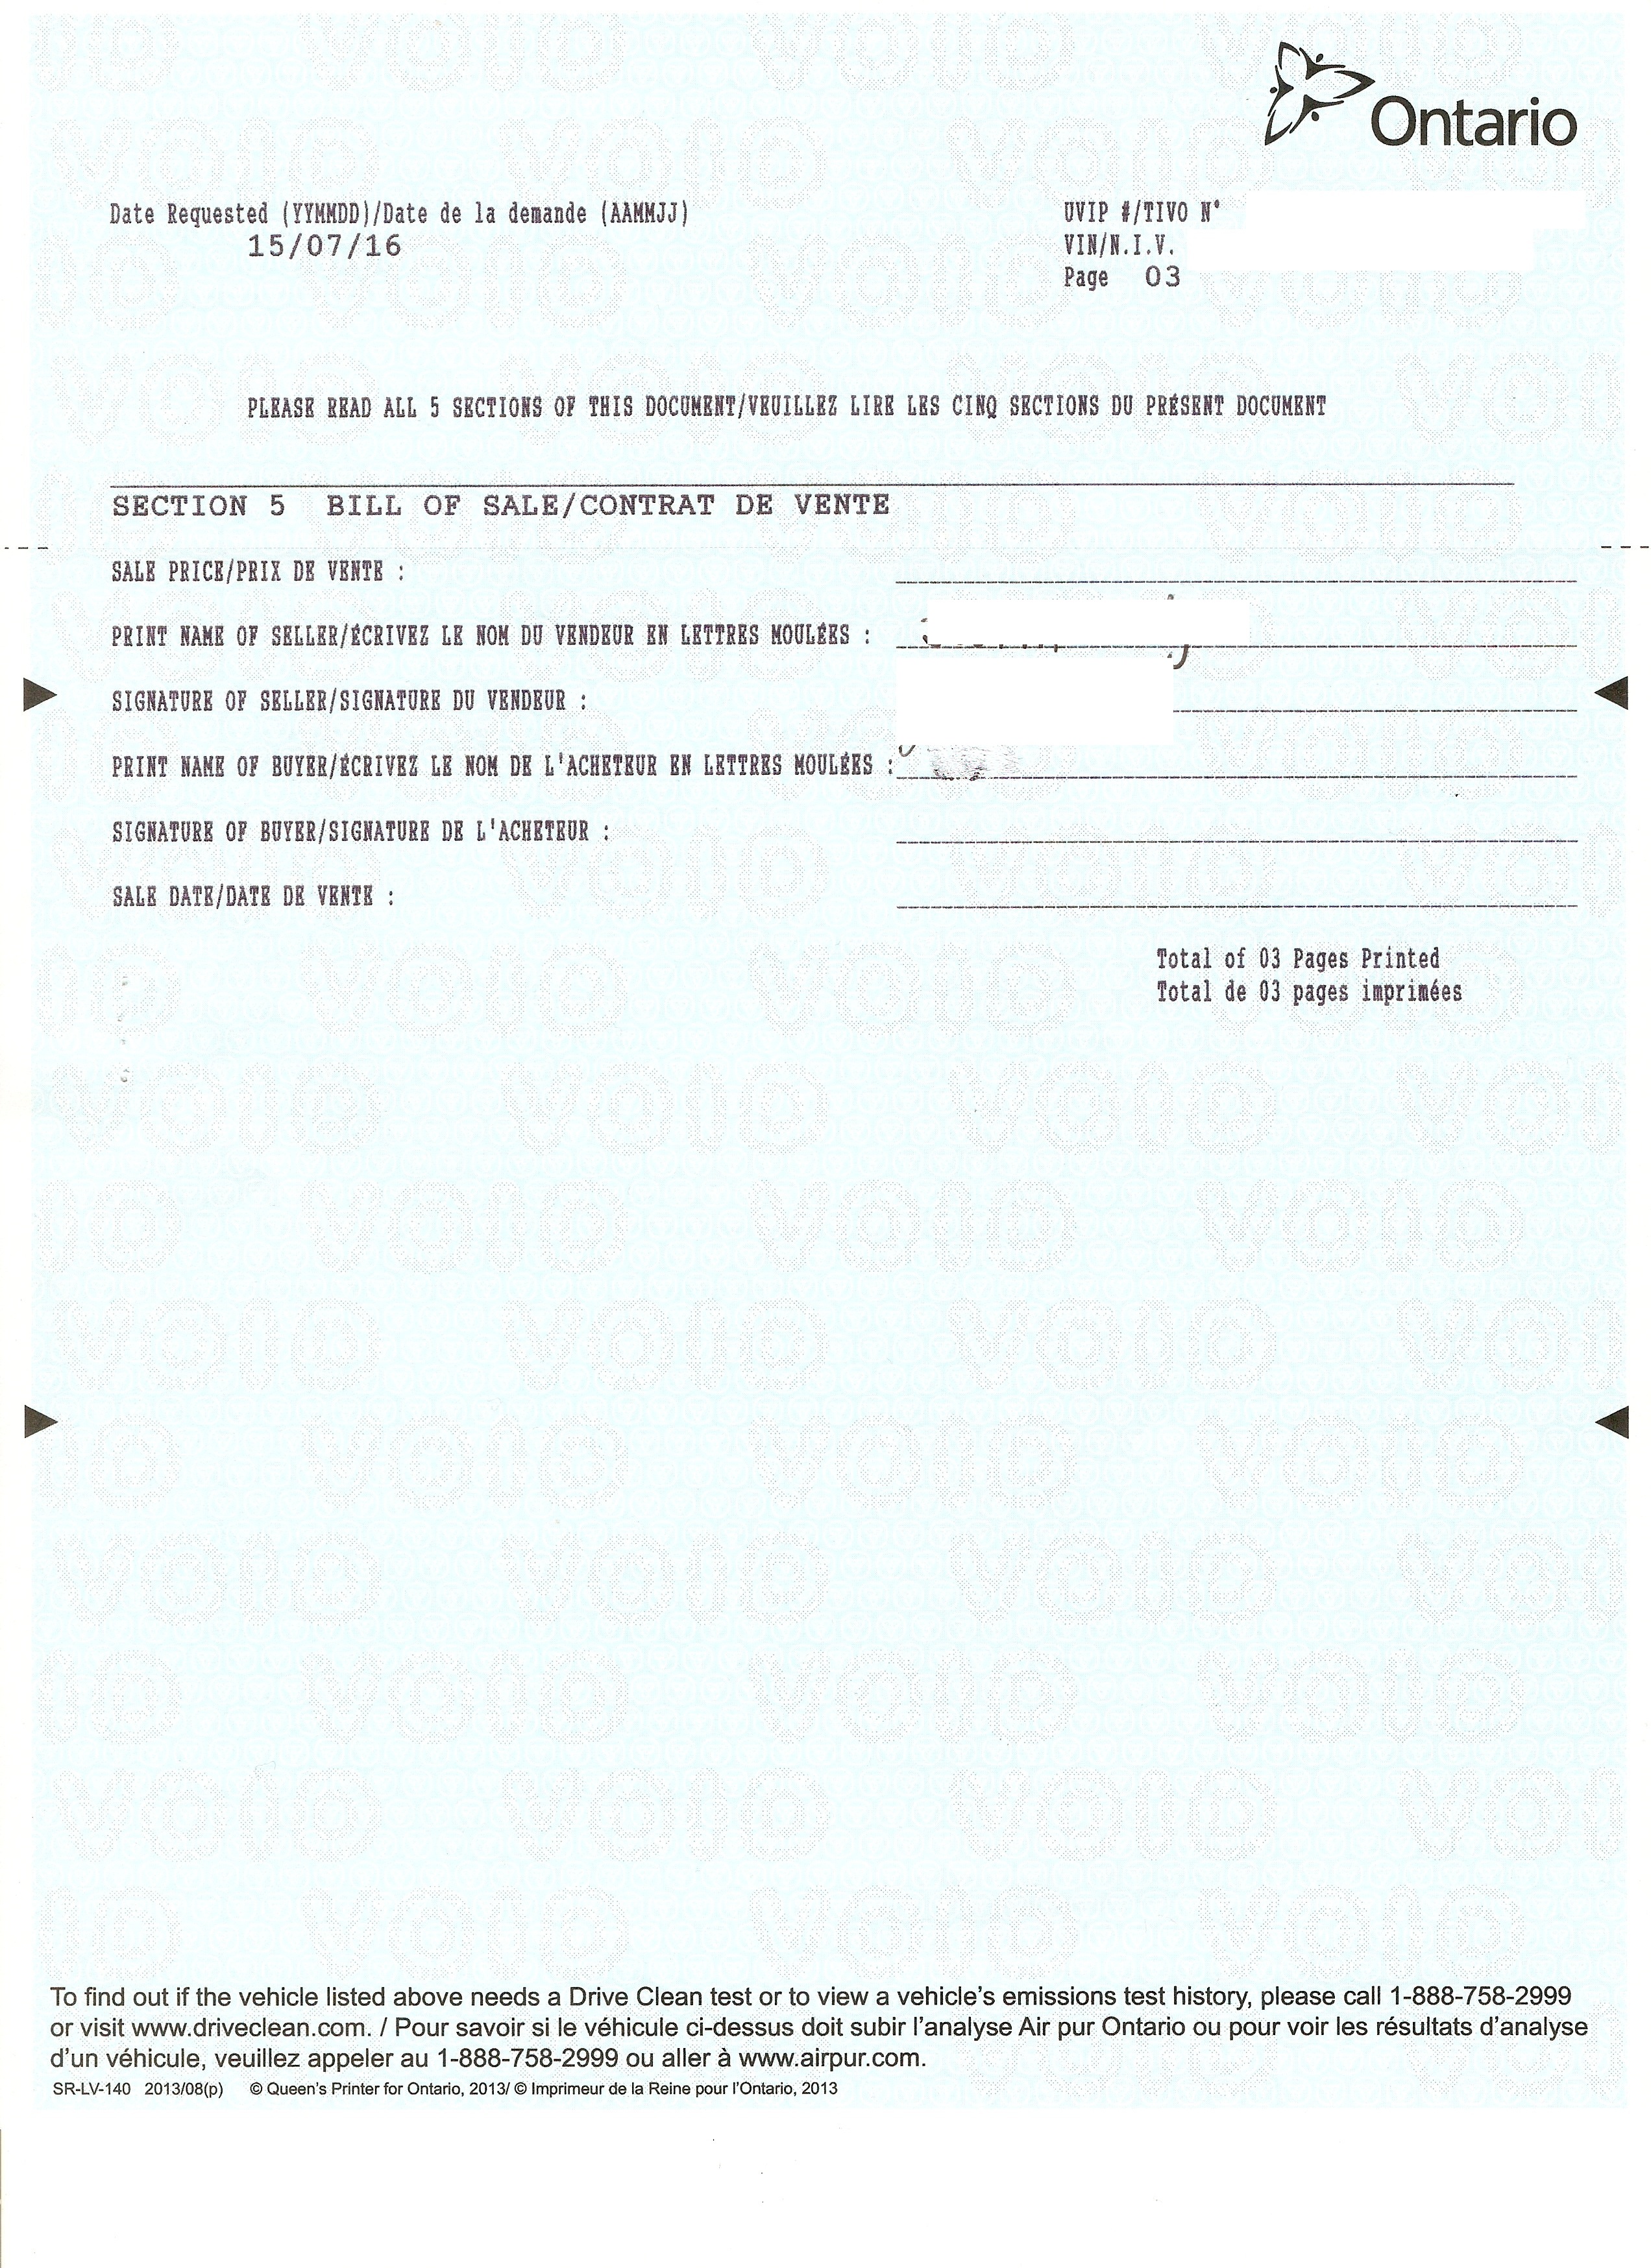 Ontario
Date Requested (YYMMDD)/Date de la demande (AAMMJJ)
15/07/16
UVIP #/TIVO N°
VIN/N.I.V.
Page 03
PLEASE READ ALL 5 SECTIONS OF THIS DOCUMENT/VEUILLEZ LIRE LES CINQ SECTIONS DU PRÉSENT DOCUMENT
SECTION 5 BILL OF SALE/CONTRAT DE VENTE
SALE PRICE/PRIX DE VENTE :
PRINT NAME OF SELLER/ÉCRIVEZ LE NOM DU VENDEUR EN LETTRES MOULÉES :
SIGNATURE OF SELLER/SIGNATURE DU VENDEUR :
PRINT NAME OF BUYER/ÉCRIVEZ LE NOM DE L'ACHETEUR EN LETTRES MOULÉES :
SIGNATURE OF BUYER/SIGNATURE DE L'ACHETEUR :
SALE DATE/DATE DE VENTE :
Total of 03 Pages Printed
Total de 03 pages imprimées
To find out if the vehicle listed above needs a Drive Clean test or to view a vehicle's emissions test history, please call 1-888-758-2999
or visit www.driveclean.com. / Pour savoir si le véhicule ci-dessus doit subir l'analyse Air pur Ontario ou pour voir les résultats d'analyse
d'un véhicule, veuillez appeler au 1-888-758-2999 ou aller à www.airpur.com.
SR-LV-140 2013/08(p) © Queen's Printer for Ontario, 2013/ © Imprimeur de la Reine pour l'Ontario, 2013